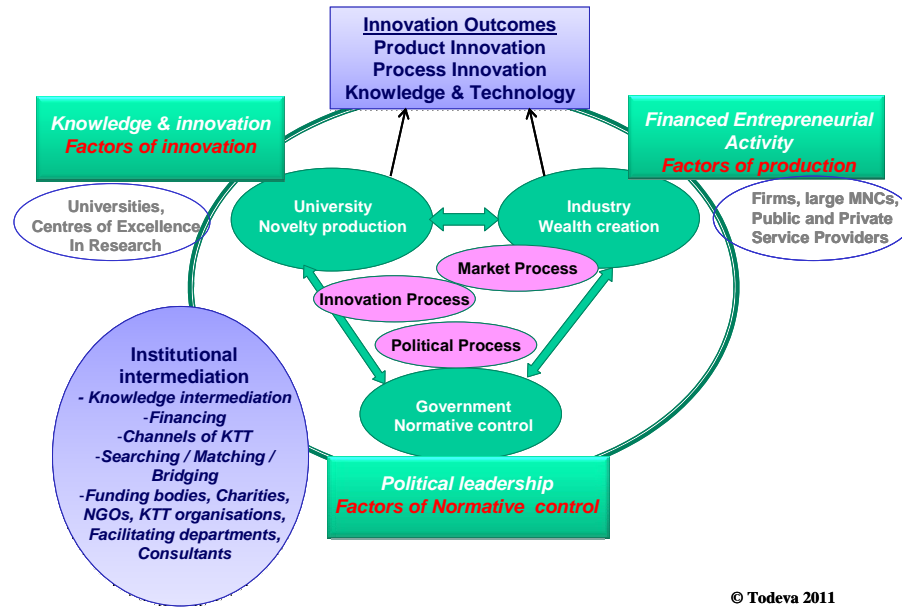 Innovation Outcomes
Product Innovation
Process Innovation
Knowledge & Technology
Knowledge & innovation
Factors of innovation
Financed Entrepreneurial
Activity
Factors of production
Universities,
Centres of Excellence
In Research
University
Novelty production
Industry
Wealth creation
Firms, large MNCs,
Public and Private
Service Providers
Market Process
Innovation Process
Political Process
Institutional
intermediation
- Knowledge intermediation
-Financing
-Channels of KTT
-Searching / Matching /
Bridging
-Funding bodies, Charities,
NGOs, KTT organisations,
Facilitating departments,
Consultants
Government
Normative control
Political leadership
Factors of Normative control
© Todeva 2011